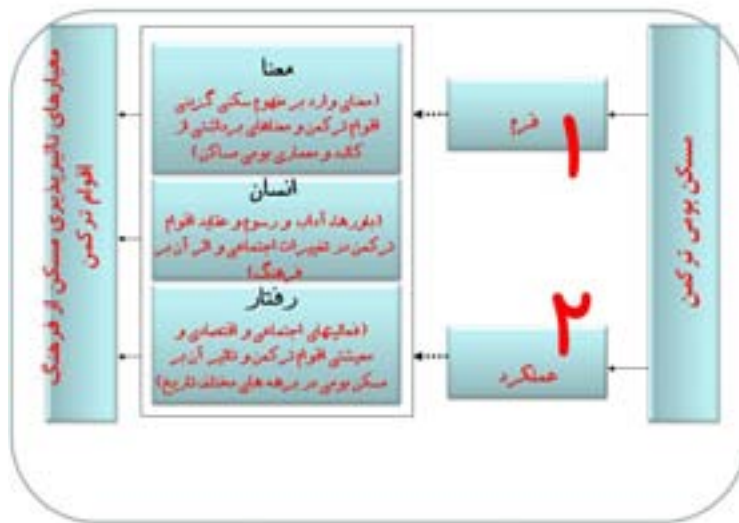 مسکن بومی ترکمن
۱
فرم
۲
عملکرد
معنا
(معنای وارد بر مفهوم سکنی گزینی
اقوام ترکمن و معناهای برداشتی از
کالبد و معماری بومی مساکن)
انسان
(باورها، آداب و رسوم و عقاید اقوام
ترکمن در تغییرات اجتماعی و اثر آن بر
فرهنگ)
رفتار
(فعالیتهای اجتماعی و اقتصادی و
معیشتی اقوام ترکمن و تاثیر آن بر
مسکن بومی در برهه های مختلف تاریخ)
معیارهای تاثیرپذیری مسکن از فرهنگ
اقوام ترکمن